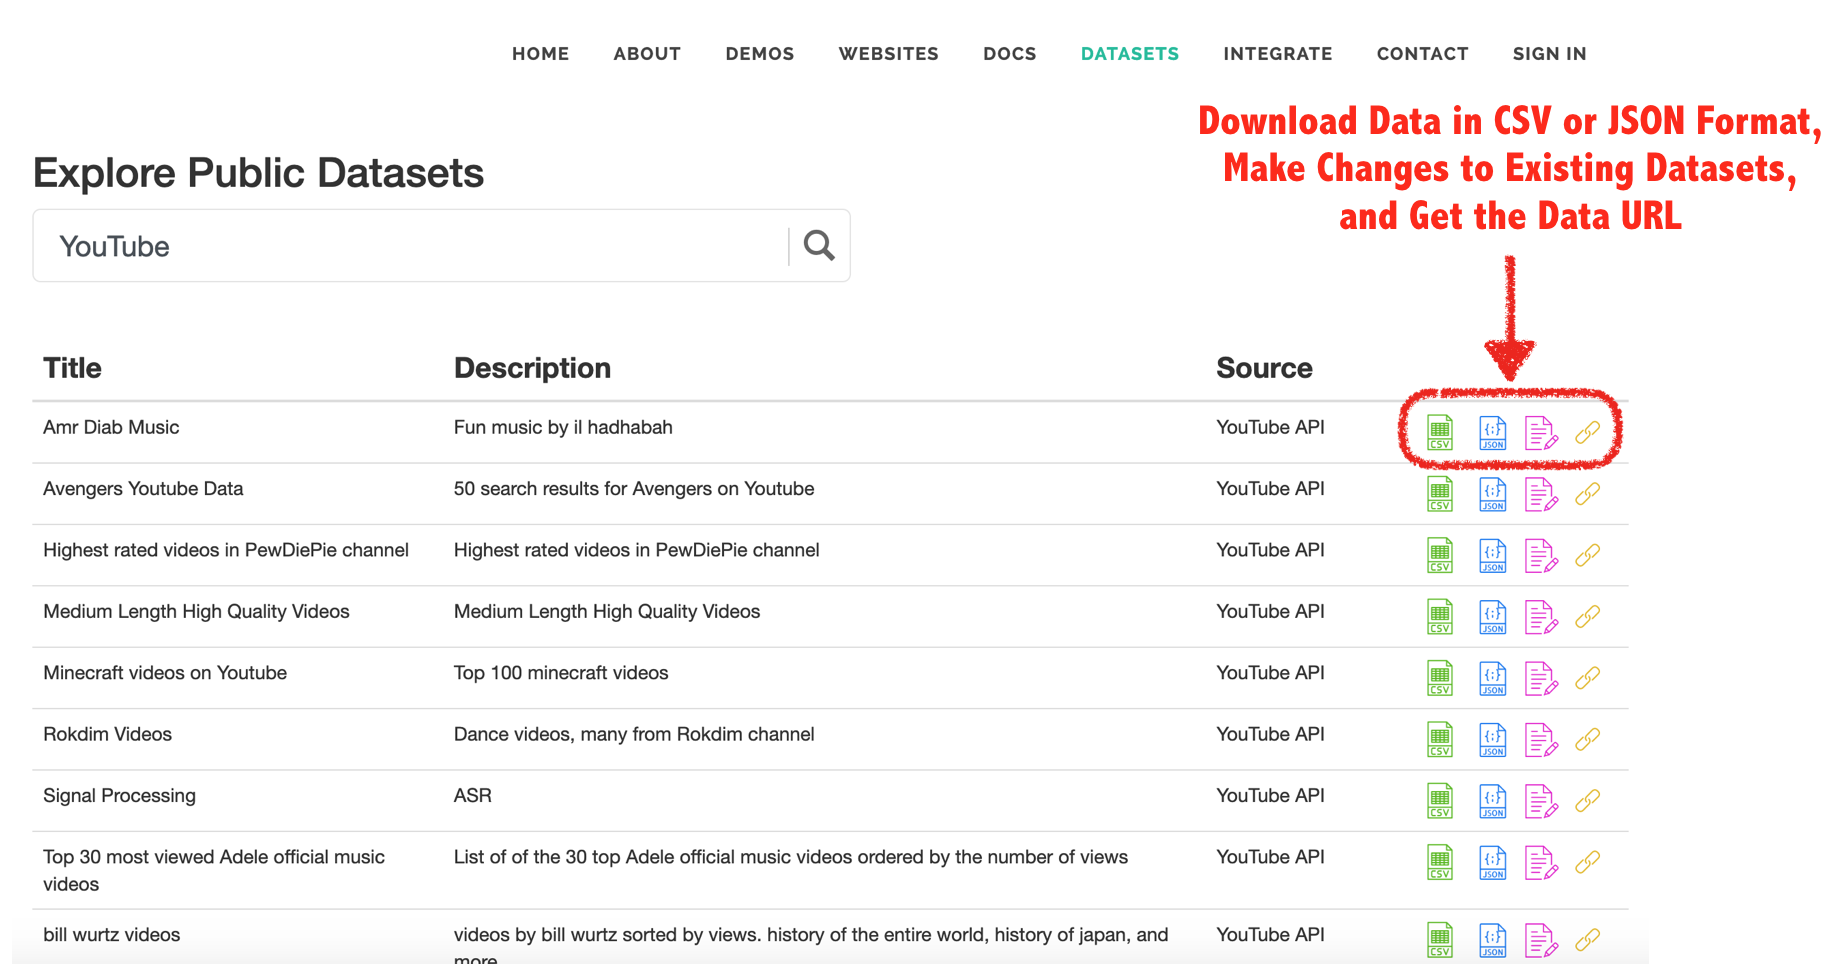 HOME ABOUT DEMOS WEBSITES DOCS DATASETS INTEGRATE CONTACT SIGN IN
Download Data in CSV or JSON Format,
Make Changes to Existing Datasets,
and Get the Data URL
Explore Public Datasets
YouTube
Title Description Source
Amr Diab Music Fun music by il hadhabah YouTube API CSV {;} JSON
Avengers Youtube Data 50 search results for Avengers on Youtube YouTube API CSV {;} JSON
Highest rated videos in PewDiePie channel Highest rated videos in PewDiePie channel YouTube API CSV {;} JSON
Medium Length High Quality Videos Medium Length High Quality Videos YouTube API CSV {;} JSON
Minecraft videos on Youtube Top 100 minecraft videos YouTube API CSV {;} JSON
Rokdim Videos Dance videos, many from Rokdim channel YouTube API CSV {;} JSON
Signal Processing ASR YouTube API CSV {;} JSON
Top 30 most viewed Adele official music List of of the 30 top Adele official music videos ordered by the number of views YouTube API CSV {;} JSON
videos
bill wurtz videos videos by bill wurtz sorted by views. history of the entire world, history of japan, and YouTube API CSV {;} JSON
more